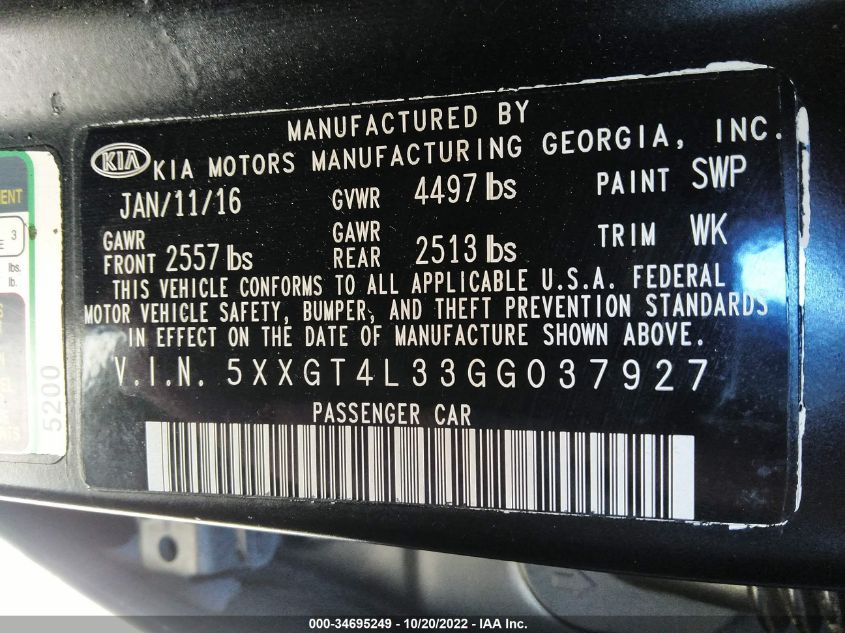 MANUFACTURED BY
KIA KIA MOTORS MANUFACTURING GEORGIA, INC.
JAN/11/16 GVWR 4497 lbs PAINT SWP
GAWR FRONT 2557 lbs GAWR REAR 2513 lbs TRIM WK
THIS VEHICLE CONFORMS TO ALL APPLICABLE U.S.A. FEDERAL
MOTOR VEHICLE SAFETY, BUMPER, AND THEFT PREVENTION STANDARDS
IN EFFECT ON THE DATE OF MANUFACTURE SHOWN ABOVE.
V.I.N. 5XXGT4L33GG037927
PASSENGER CAR
3
lbs.
lb.
5200
000-34695249 - 10/20/2022 - IAA Inc.